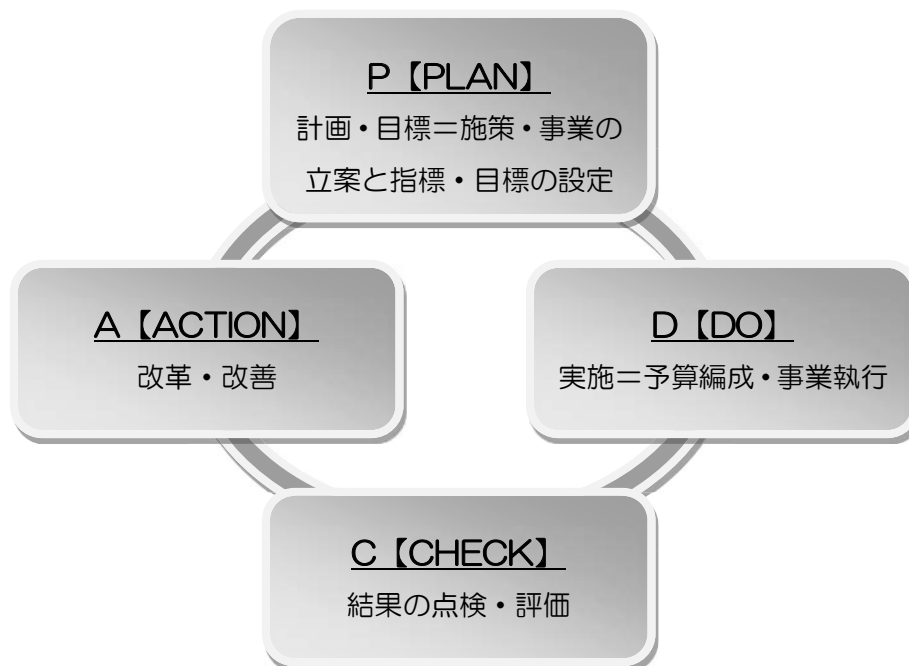 P【PLAN】
計画・目標＝施策・事業の
立案と指標・目標の設定
A【ACTION】
改革・改善
D【DO】
実施＝予算編成・事業執行
C【CHECK】
結果の点検・評価